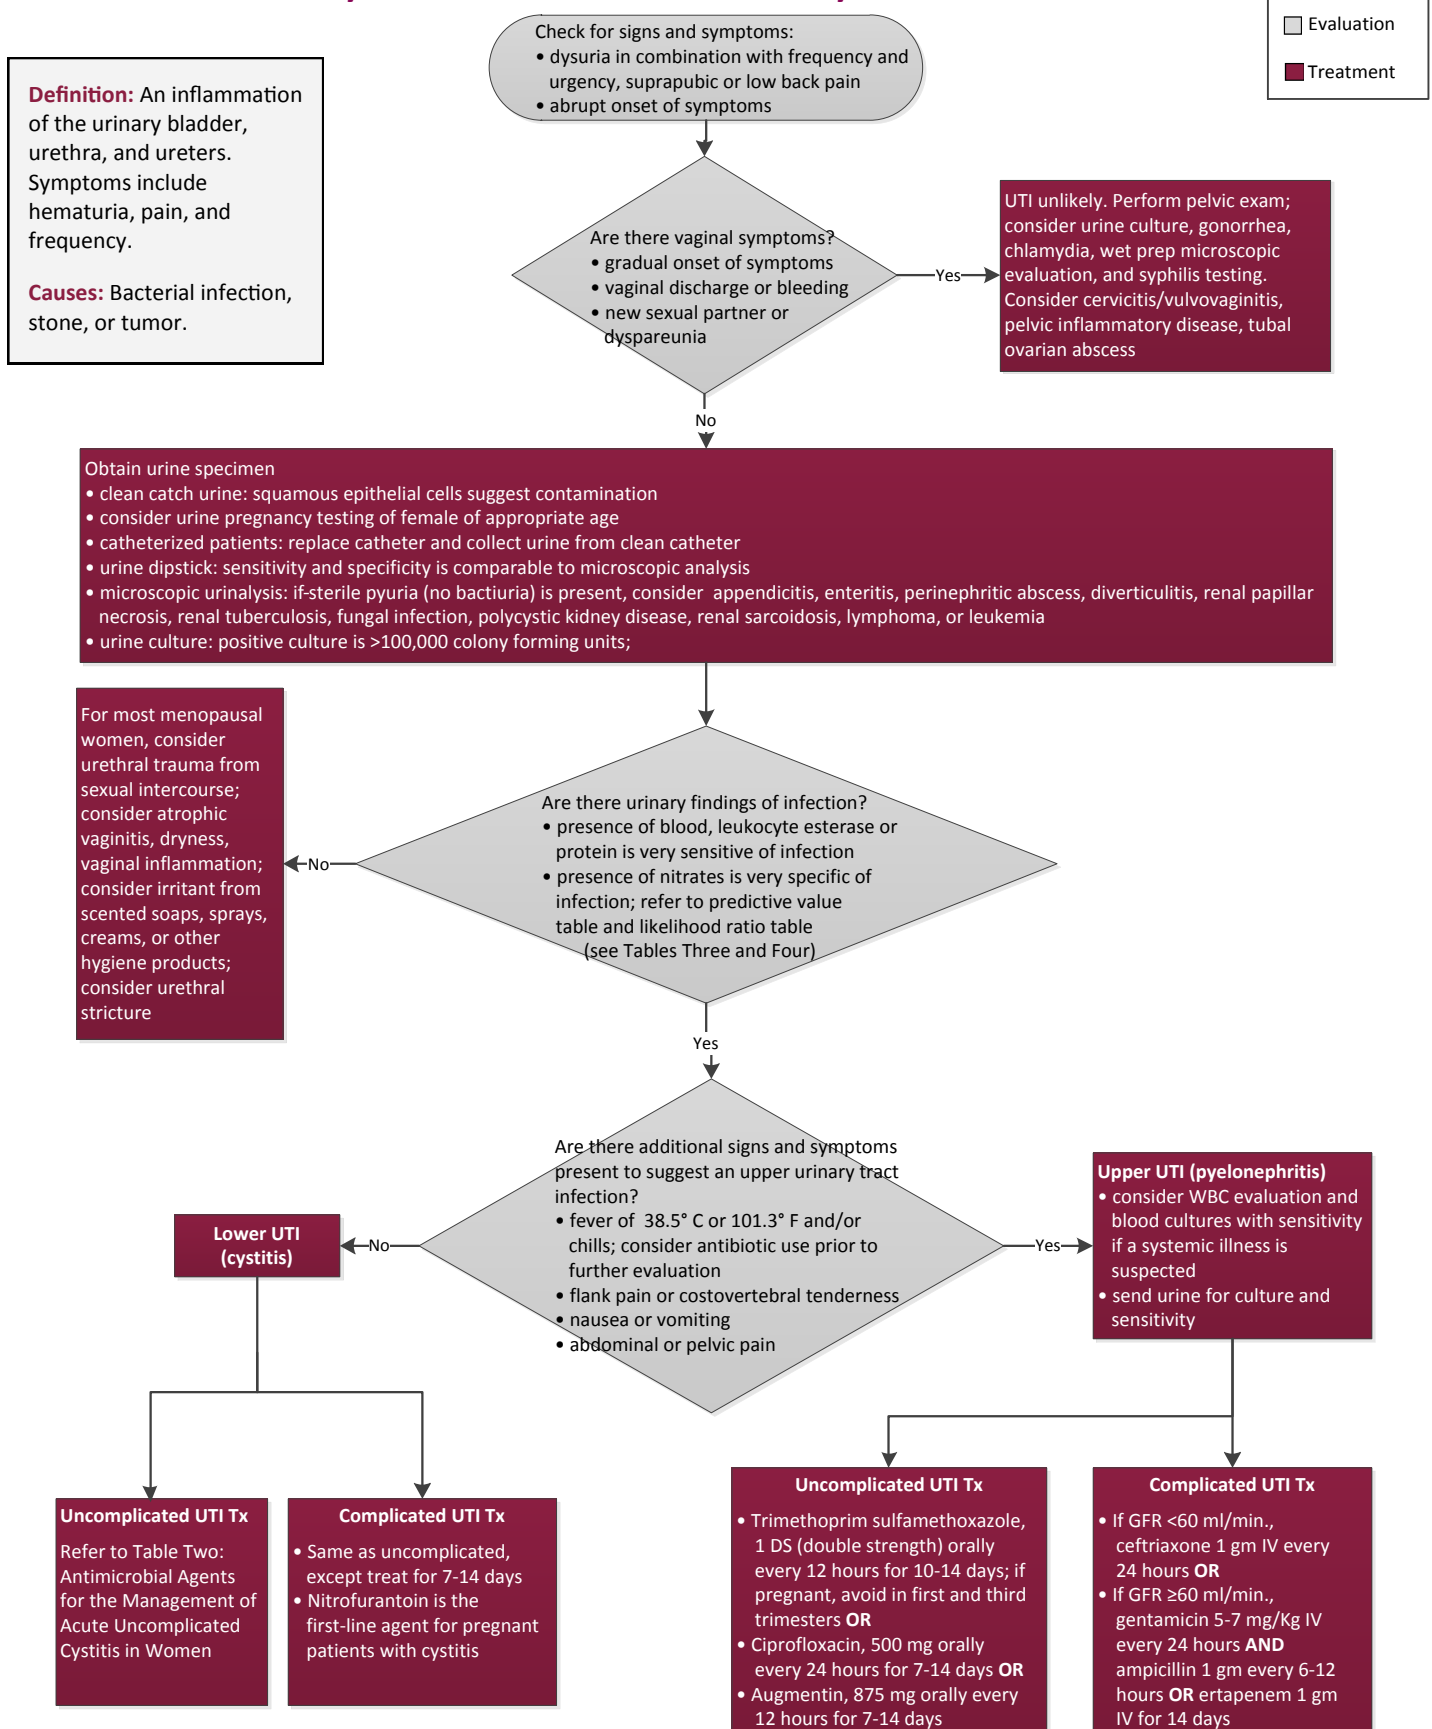 Check for signs and symptoms:
• dysuria in combination with frequency and
urgency, suprapubic or low back pain
• abrupt onset of symptoms
Evaluation
Treatment
Definition: An inflammation
of the urinary bladder,
urethra, and ureters.
Symptoms include
hematuria, pain, and
frequency.
Causes: Bacterial infection,
stone, or tumor.
Are there vaginal symptoms?
• gradual onset of symptoms
• vaginal discharge or bleeding
• new sexual partner or
dyspareunia
Yes
UTI unlikely. Perform pelvic exam;
consider urine culture, gonorrhea,
chlamydia, wet prep microscopic
evaluation, and syphilis testing.
Consider cervicitis/vulvovaginitis,
pelvic inflammatory disease, tubal
ovarian abscess
No
Obtain urine specimen
• clean catch urine: squamous epithelial cells suggest contamination
• consider urine pregnancy testing of female of appropriate age
• catheterized patients: replace catheter and collect urine from clean catheter
• urine dipstick: sensitivity and specificity is comparable to microscopic analysis
• microscopic urinalysis: if-sterile pyuria (no bactiuria) is present, consider appendicitis, enteritis, perinephritic abscess, diverticulitis, renal papillar
necrosis, renal tuberculosis, fungal infection, polycystic kidney disease, renal sarcoidosis, lymphoma, or leukemia
• urine culture: positive culture is >100,000 colony forming units;
For most menopausal
women, consider
urethral trauma from
sexual intercourse;
consider atrophic
vaginitis, dryness,
vaginal inflammation;
consider irritant from
scented soaps, sprays,
creams, or other
hygiene products;
consider urethral
stricture
No
Are there urinary findings of infection?
• presence of blood, leukocyte esterase or
protein is very sensitive of infection
• presence of nitrates is very specific of
infection; refer to predictive value
table and likelihood ratio table
(see Tables Three and Four)
Yes
Are there additional signs and symptoms
present to suggest an upper urinary tract
infection?
• fever of 38.5° C or 101.3° F and/or
chills; consider antibiotic use prior to
further evaluation
• flank pain or costovertebral tenderness
• nausea or vomiting
• abdominal or pelvic pain
No
Lower UTI
(cystitis)
Yes
Upper UTI (pyelonephritis)
• consider WBC evaluation and
blood cultures with sensitivity
if a systemic illness is
suspected
• send urine for culture and
sensitivity
Uncomplicated UTI Tx
Refer to Table Two:
Antimicrobial Agents
for the Management of
Acute Uncomplicated
Cystitis in Women
Complicated UTI Tx
• Same as uncomplicated,
except treat for 7-14 days
• Nitrofurantoin is the
first-line agent for pregnant
patients with cystitis
Uncomplicated UTI Tx
• Trimethoprim sulfamethoxazole,
1 DS (double strength) orally
every 12 hours for 10-14 days; if
pregnant, avoid in first and third
trimesters OR
• Ciprofloxacin, 500 mg orally
every 24 hours for 7-14 days OR
• Augmentin, 875 mg orally every
12 hours for 7-14 days
Complicated UTI Tx
• If GFR <60 ml/min.,
ceftriaxone 1 gm IV every
24 hours OR
• If GFR ≥60 ml/min.,
gentamicin 5-7 mg/Kg IV
every 24 hours AND
ampicillin 1 gm every 6-12
hours OR ertapenem 1 gm
IV for 14 days